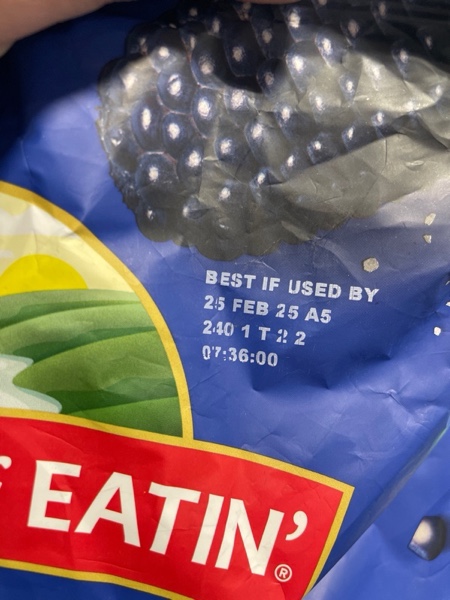 BEST IF USED BY
25 FEB 25 A5
240 1 T 2 2
07:36:00
EATIN'®